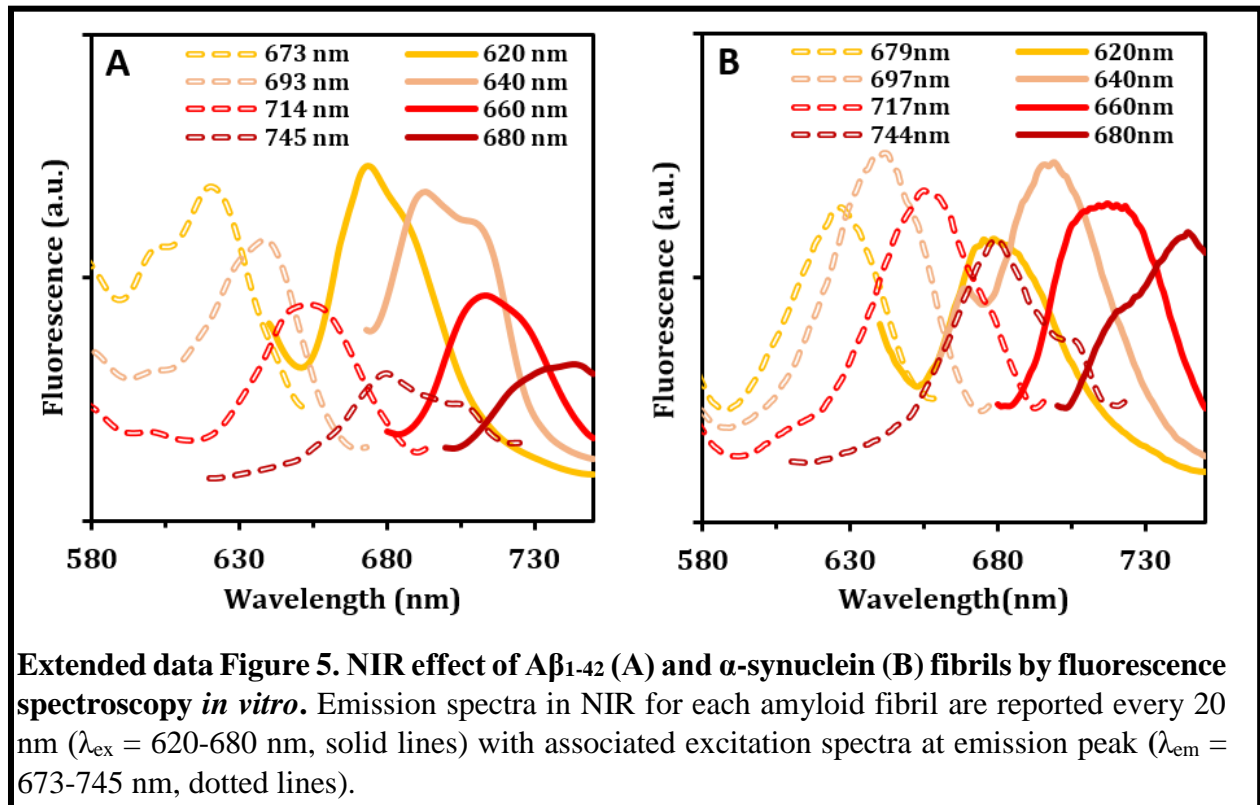 A
673 nm 620 nm
693 nm 640 nm
714 nm 660 nm
745 nm 680 nm
Fluorescence (a.u.)
580 630 680 730
Wavelength (nm)
B
679nm 620nm
697nm 640nm
717nm 660nm
744nm 680nm
Fluorescence (a.u.)
580 630 680 730
Wavelength(nm)
Extended data Figure 5. NIR effect of Aβ1-42 (A) and α-synuclein (B) fibrils by fluorescence
spectroscopy in vitro. Emission spectra in NIR for each amyloid fibril are reported every 20
nm (λex = 620-680 nm, solid lines) with associated excitation spectra at emission peak (λem =
673-745 nm, dotted lines).